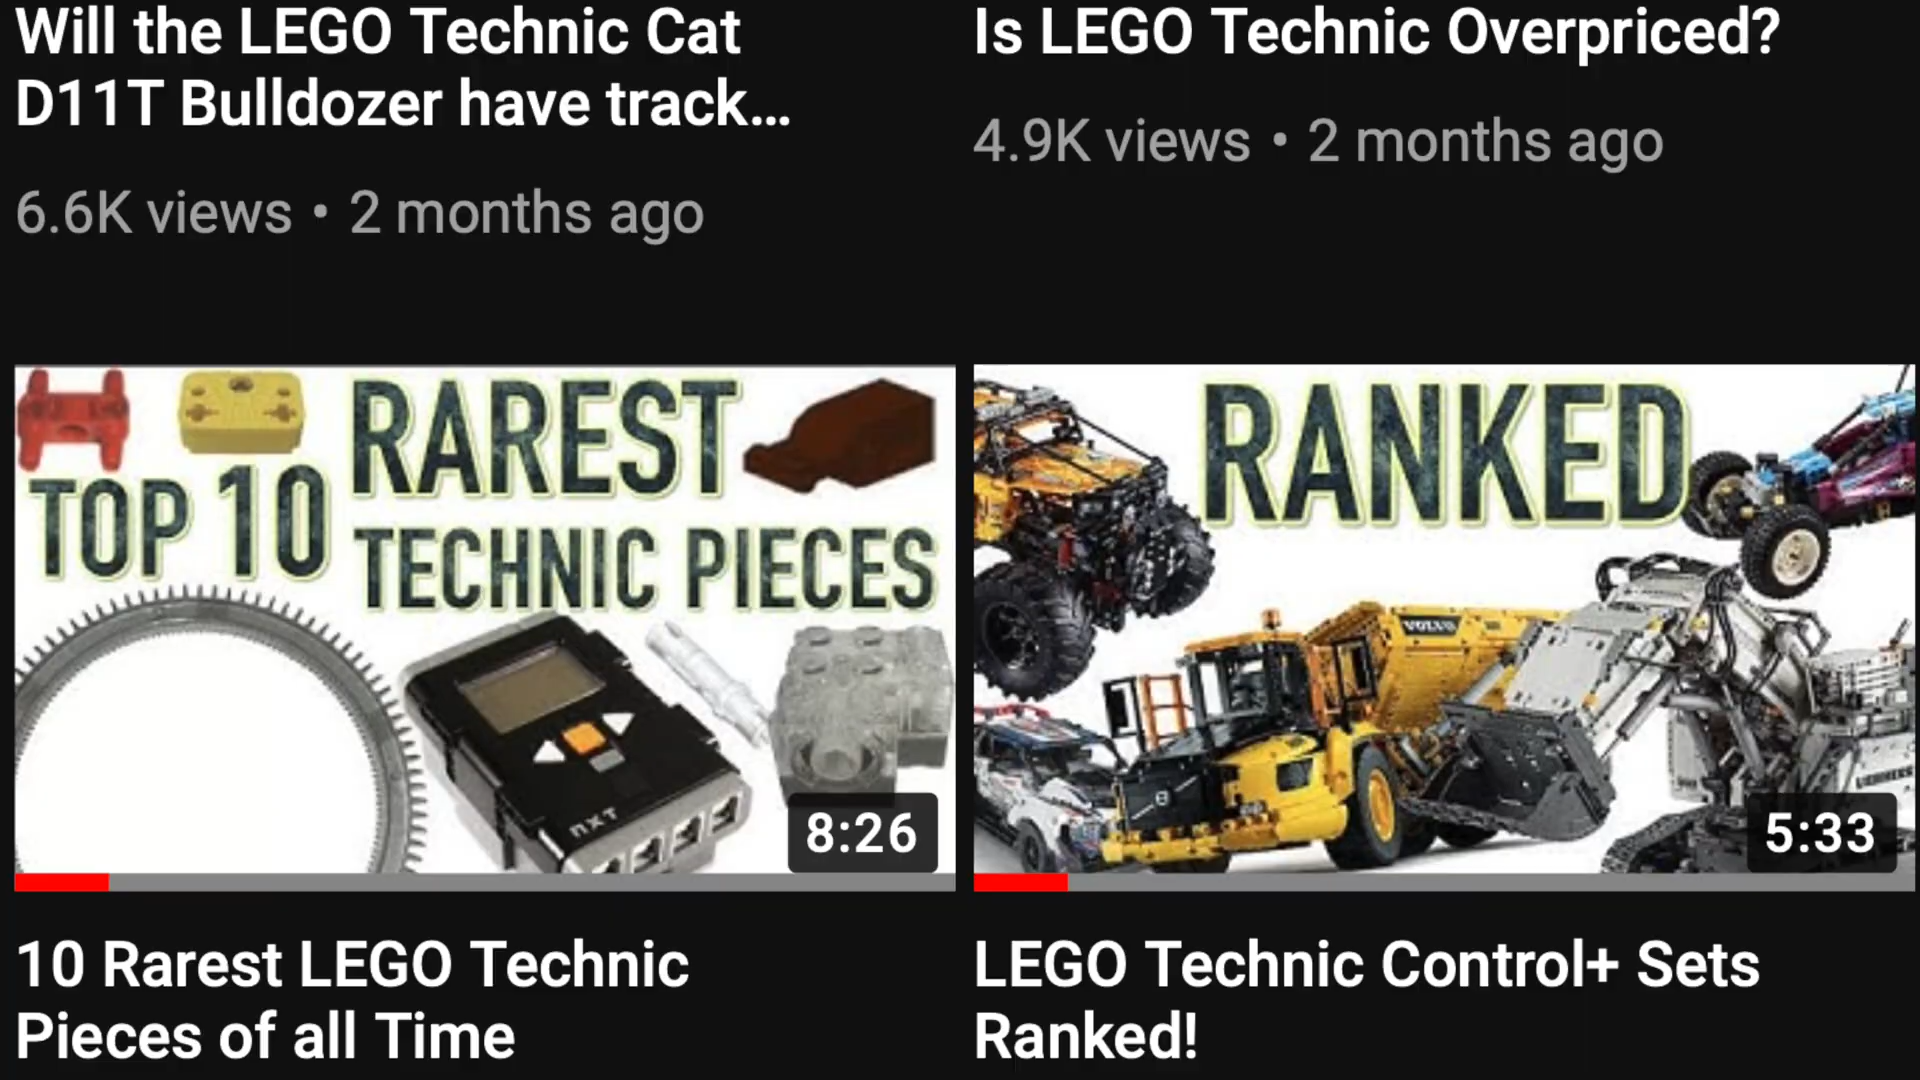 Will the LEGO Technic Cat
D11T Bulldozer have track...
6.6K views • 2 months ago
Is LEGO Technic Overpriced?
4.9K views • 2 months ago
RAREST
TOP 10
TECHNIC PIECES
nxt
8:26
10 Rarest LEGO Technic
Pieces of all Time
RANKED
VOLVO
LIEBHERR
5:33
LEGO Technic Control+ Sets
Ranked!